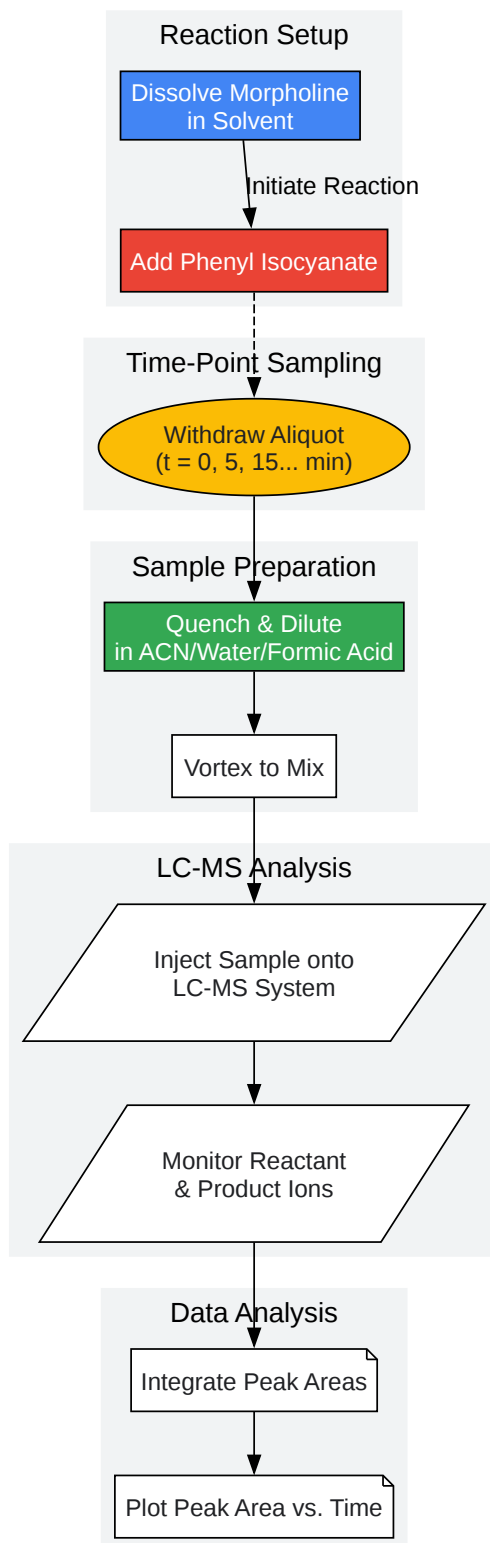 Reaction Setup
Dissolve Morpholine
in Solvent
Initiate Reaction
Add Phenyl Isocyanate
Time-Point Sampling
Withdraw Aliquot
(t = 0, 5, 15... min)
Sample Preparation
Quench & Dilute
in ACN/Water/Formic Acid
Vortex to Mix
LC-MS Analysis
Inject Sample onto
LC-MS System
Monitor Reactant
& Product Ions
Data Analysis
Integrate Peak Areas
Plot Peak Area vs. Time